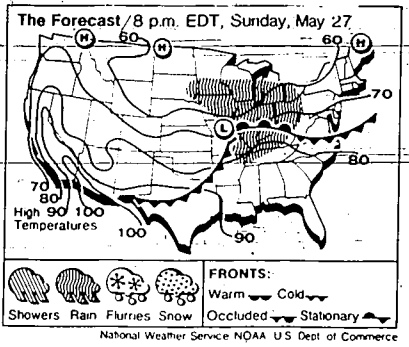 The Forecast/8 p.m. EDT, Sunday, May 27
60
60
H
H
H
70
L
80
70
80
90
100
High
Temperatures
100
90
Showers Rain Flurries Snow
FRONTS:
Warm Cold
Occluded Stationary
National Weather Service NOAA U S Dept of Commerce